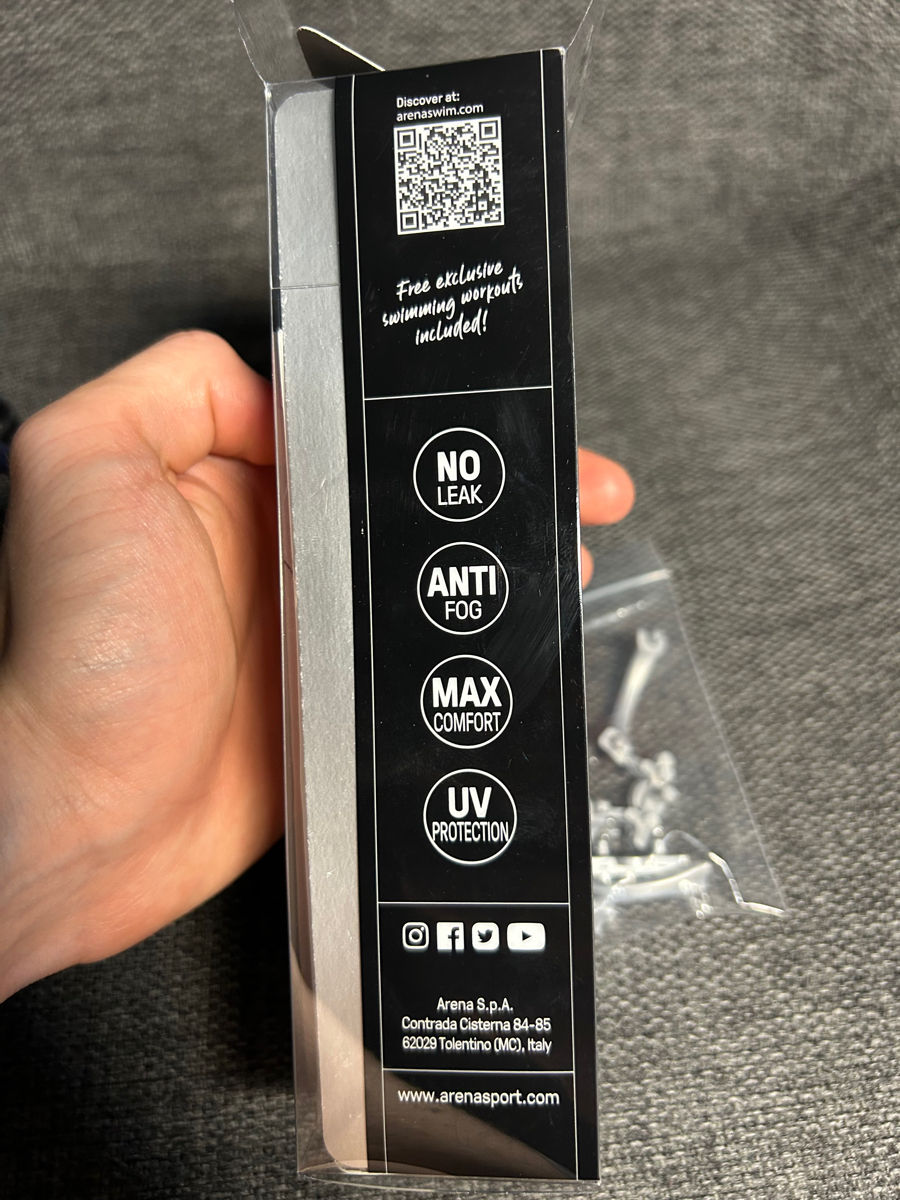 Discover at:
arenaswim.com
Free exclusive
swimming workouts
included!
NO
LEAK
ANTI
FOG
MAX
COMFORT
UV
PROTECTION
Arena S.p.A.
Contrada Cisterna 84-85
62029 Tolentino (MC), Italy
www.arenasport.com